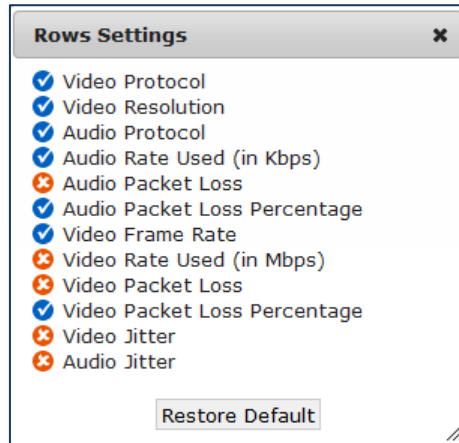 Rows Settings
Video Protocol
Video Resolution
Audio Protocol
Audio Rate Used (in Kbps)
Audio Packet Loss
Audio Packet Loss Percentage
Video Frame Rate
Video Rate Used (in Mbps)
Video Packet Loss
Video Packet Loss Percentage
Video Jitter
Audio Jitter
Restore Default